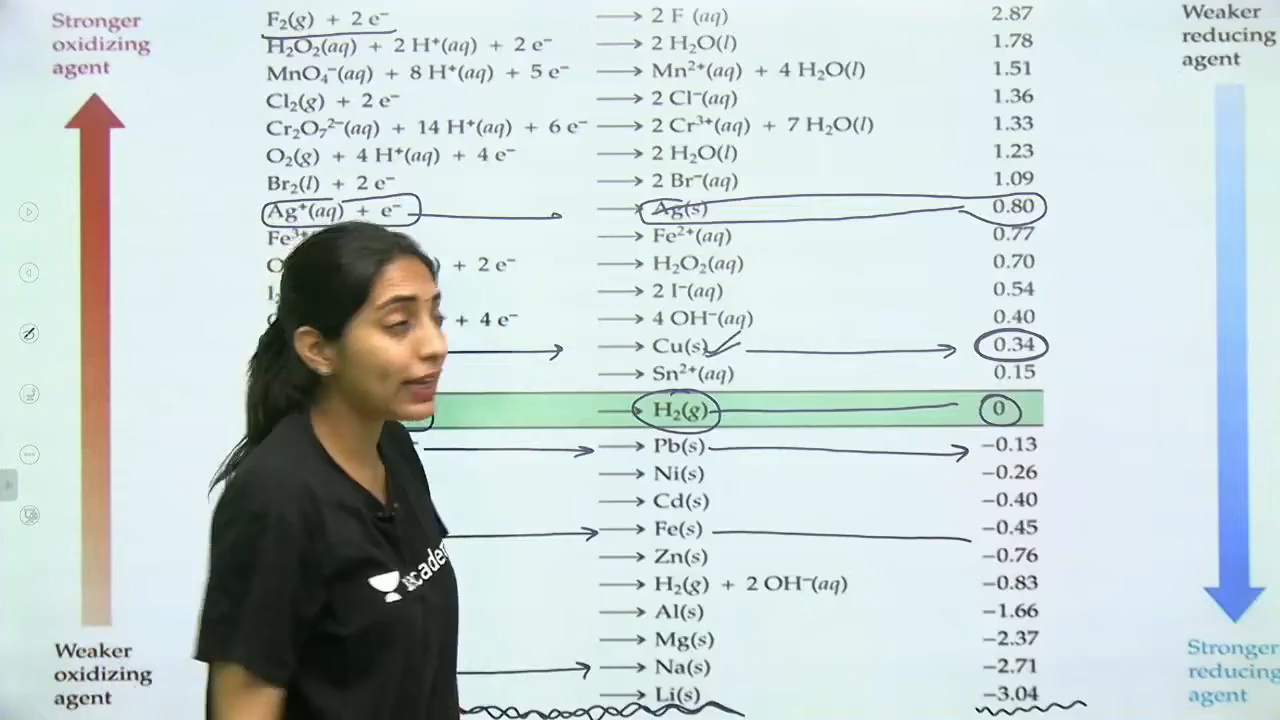 Stronger
oxidizing
agent
Weaker
reducing
agent
F₂(g) + 2 e⁻ → 2 F (aq) 2.87
H₂O₂(aq) + 2 H⁺(aq) + 2 e⁻ → 2 H₂O(l) 1.78
MnO₄⁻(aq) + 8 H⁺(aq) + 5 e⁻ → Mn²⁺(aq) + 4 H₂O(l) 1.51
Cl₂(g) + 2 e⁻ → 2 Cl⁻(aq) 1.36
Cr₂O₇²⁻(aq) + 14 H⁺(aq) + 6 e⁻ → 2 Cr³⁺(aq) + 7 H₂O(l) 1.33
O₂(g) + 4 H⁺(aq) + 4 e⁻ → 2 H₂O(l) 1.23
Br₂(l) + 2 e⁻ → 2 Br⁻(aq) 1.09
Ag⁺(aq) + e⁻ → Ag(s) 0.80
Fe³⁺ → Fe²⁺(aq) 0.77
) + 2 e⁻ → H₂O₂(aq) 0.70
I₂ → 2 I⁻(aq) 0.54
+ 4 e⁻ → 4 OH⁻(aq) 0.40
→ Cu(s) 0.34
→ Sn²⁺(aq) 0.15
→ H₂(g) 0
→ Pb(s) −0.13
→ Ni(s) −0.26
→ Cd(s) −0.40
→ Fe(s) −0.45
→ Zn(s) −0.76
→ H₂(g) + 2 OH⁻(aq) −0.83
→ Al(s) −1.66
→ Mg(s) −2.37
→ Na(s) −2.71
→ Li(s) −3.04
Weaker
oxidizing
agent
Stronger
reducing
agent